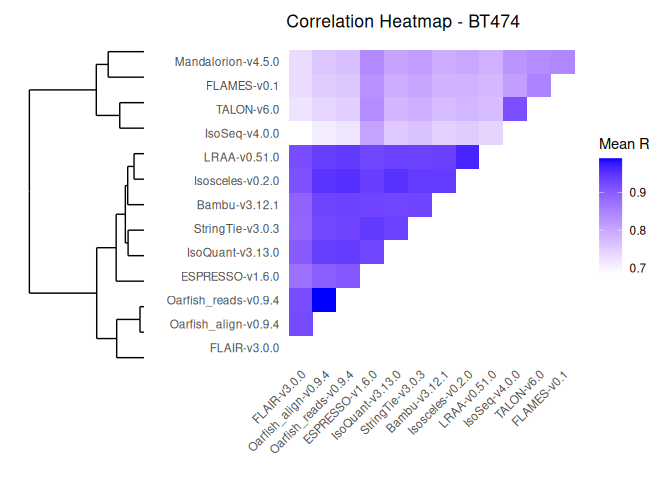 Correlation Heatmap - BT474
Mandalorion-v4.5.0
FLAMES-v0.1
TALON-v6.0
IsoSeq-v4.0.0
LRAA-v0.51.0
Isosceles-v0.2.0
Bambu-v3.12.1
StringTie-v3.0.3
IsoQuant-v3.13.0
ESPRESSO-v1.6.0
Oarfish_reads-v0.9.4
Oarfish_align-v0.9.4
FLAIR-v3.0.0
FLAIR-v3.0.0
Oarfish_align-v0.9.4
Oarfish_reads-v0.9.4
ESPRESSO-v1.6.0
IsoQuant-v3.13.0
StringTie-v3.0.3
Bambu-v3.12.1
Isosceles-v0.2.0
LRAA-v0.51.0
IsoSeq-v4.0.0
TALON-v6.0
FLAMES-v0.1
Mean R
0.9
0.8
0.7